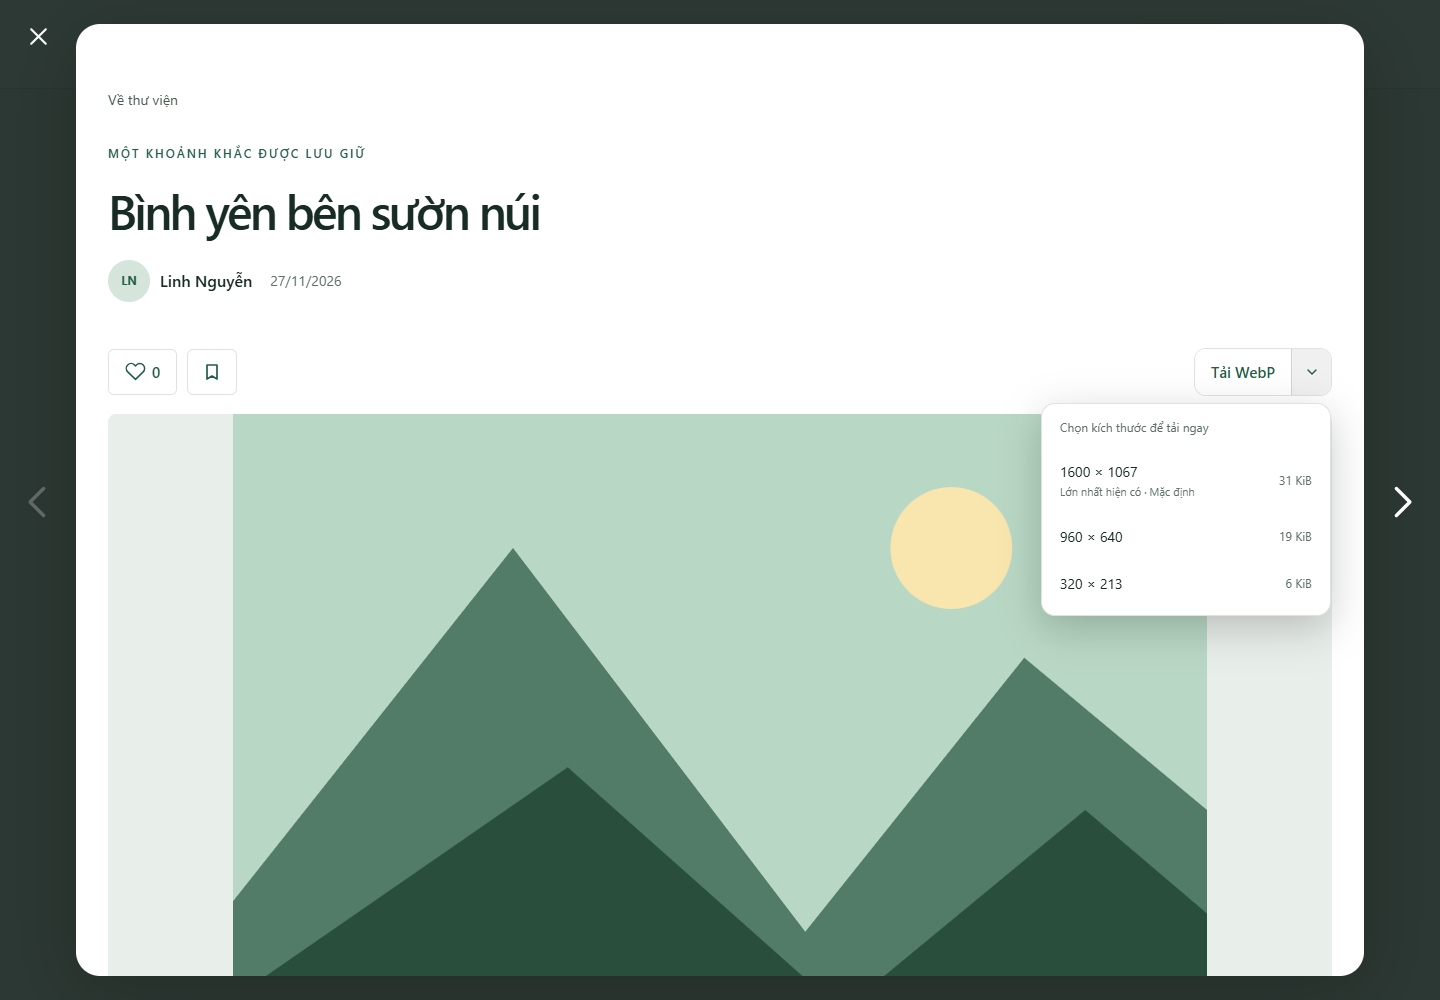 Về thư viện
MỘT KHOẢNH KHẮC ĐƯỢC LƯU GIỮ
Bình yên bên sườn núi
LN Linh Nguyễn 27/11/2026
0
Tải WebP
Chọn kích thước để tải ngay
1600 × 1067 31 KiB
Lớn nhất hiện có · Mặc định
960 × 640 19 KiB
320 × 213 6 KiB